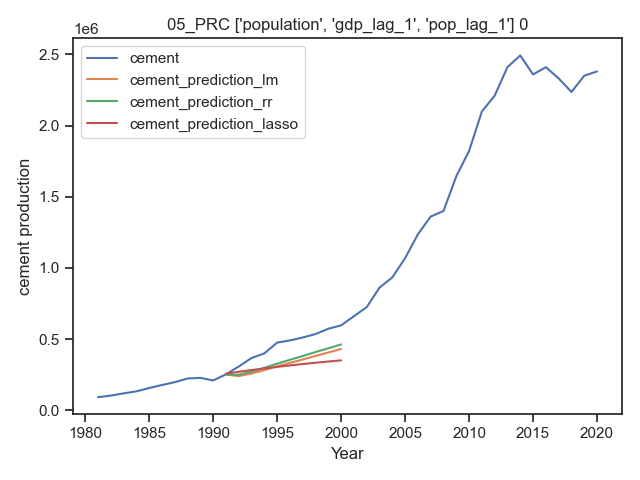 05_PRC ['population', 'gdp_lag_1', 'pop_lag_1'] 0
1e6
cement
cement_prediction_lm
cement_prediction_rr
cement_prediction_lasso
2.5
2.0
1.5
1.0
0.5
0.0
cement production
1980 1985 1990 1995 2000 2005 2010 2015 2020
Year